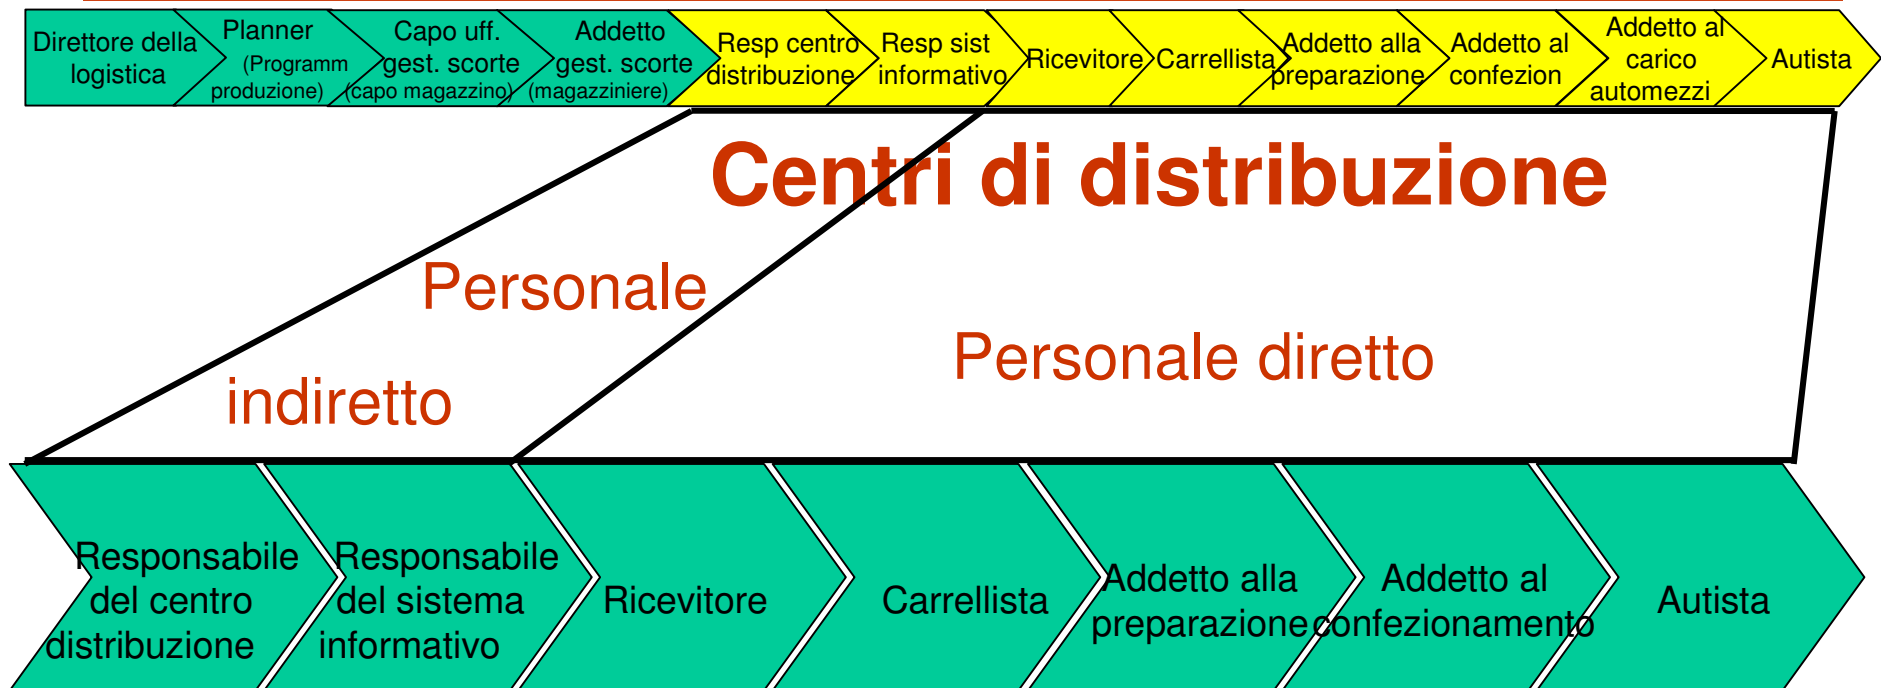 Direttore della
logistica
Planner
(Programm
produzione)
Capo uff.
gest. scorte
(capo magazzino)
Addetto
gest. scorte
(magazziniere)
Resp centro
distribuzione
Resp sist
informativo
Ricevitore
Carrellista
Addetto alla
preparazione
Addetto al
confezion
Addetto al
carico
automezzi
Autista
Centri di distribuzione
Personale
indiretto
Personale diretto
Responsabile
del centro
distribuzione
Responsabile
del sistema
informativo
Ricevitore
Carrellista
Addetto alla
preparazione
Addetto al
confezionamento
Autista